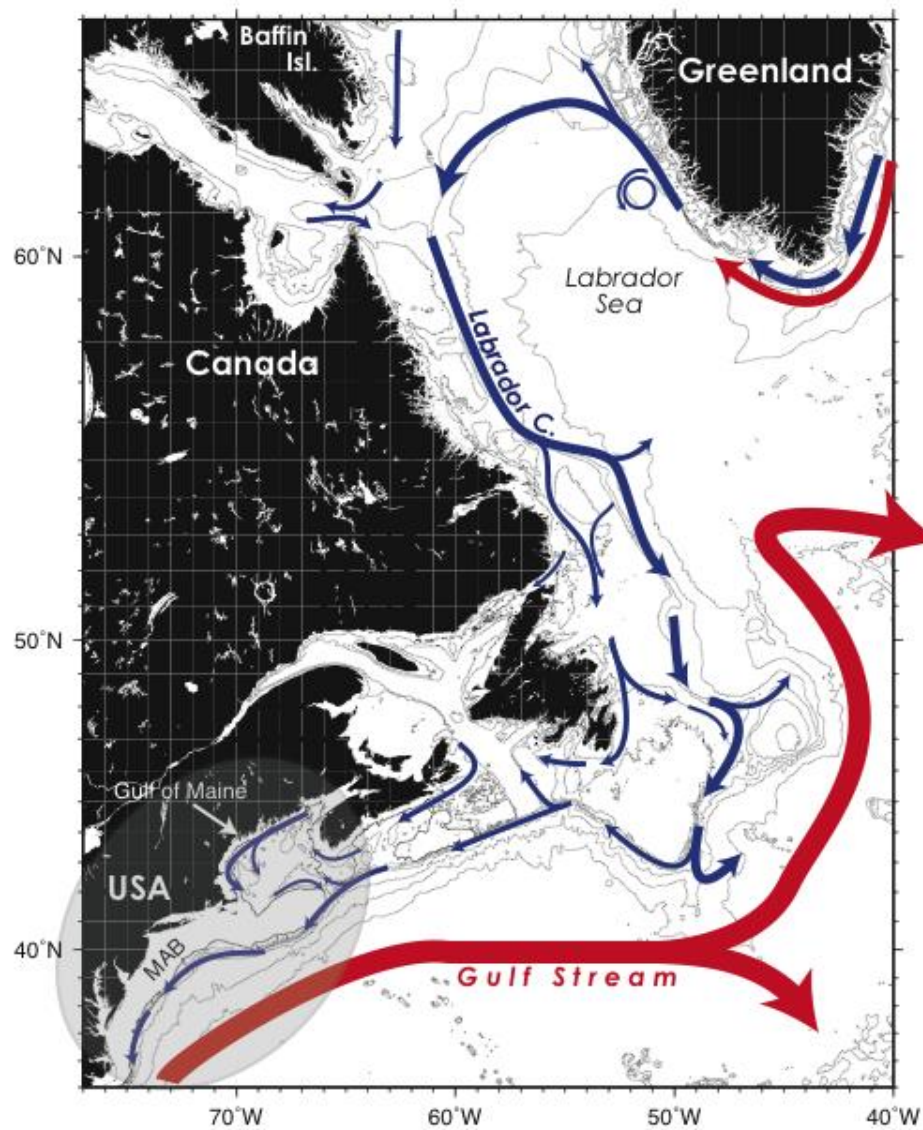 Baffin
Isl.
Greenland
60°N
Labrador
Sea
Labrador C.
Canada
50°N
Gulf of Maine
USA
MAB
40°N
Gulf Stream
70°W
60°W
50°W
40°W